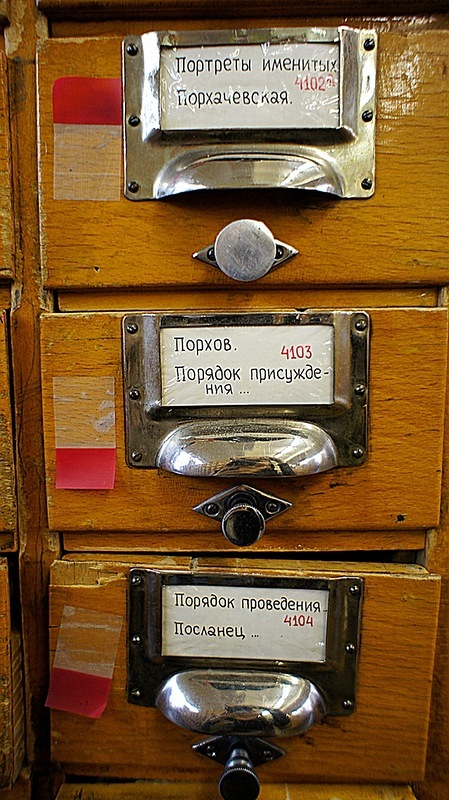 Портреты именитых
4102
Порхачевская.
Порхов.
4103
Порядок присужде-
ния ...
Порядок проведения
4104
Посланец ...